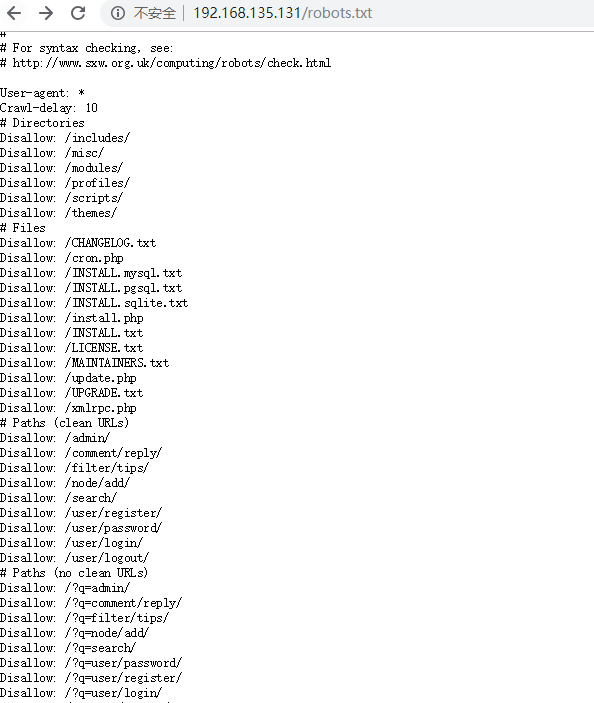 不安全 192.168.135.131/robots.txt
#
# For syntax checking, see:
# http://www.sxw.org.uk/computing/robots/check.html
User-agent: *
Crawl-delay: 10
# Directories
Disallow: /includes/
Disallow: /misc/
Disallow: /modules/
Disallow: /profiles/
Disallow: /scripts/
Disallow: /themes/
# Files
Disallow: /CHANGELOG.txt
Disallow: /cron.php
Disallow: /INSTALL.mysql.txt
Disallow: /INSTALL.pgsql.txt
Disallow: /INSTALL.sqlite.txt
Disallow: /install.php
Disallow: /INSTALL.txt
Disallow: /LICENSE.txt
Disallow: /MAINTAINERS.txt
Disallow: /update.php
Disallow: /UPGRADE.txt
Disallow: /xmlrpc.php
# Paths (clean URLs)
Disallow: /admin/
Disallow: /comment/reply/
Disallow: /filter/tips/
Disallow: /node/add/
Disallow: /search/
Disallow: /user/register/
Disallow: /user/password/
Disallow: /user/login/
Disallow: /user/logout/
# Paths (no clean URLs)
Disallow: /?q=admin/
Disallow: /?q=comment/reply/
Disallow: /?q=filter/tips/
Disallow: /?q=node/add/
Disallow: /?q=search/
Disallow: /?q=user/password/
Disallow: /?q=user/register/
Disallow: /?q=user/login/